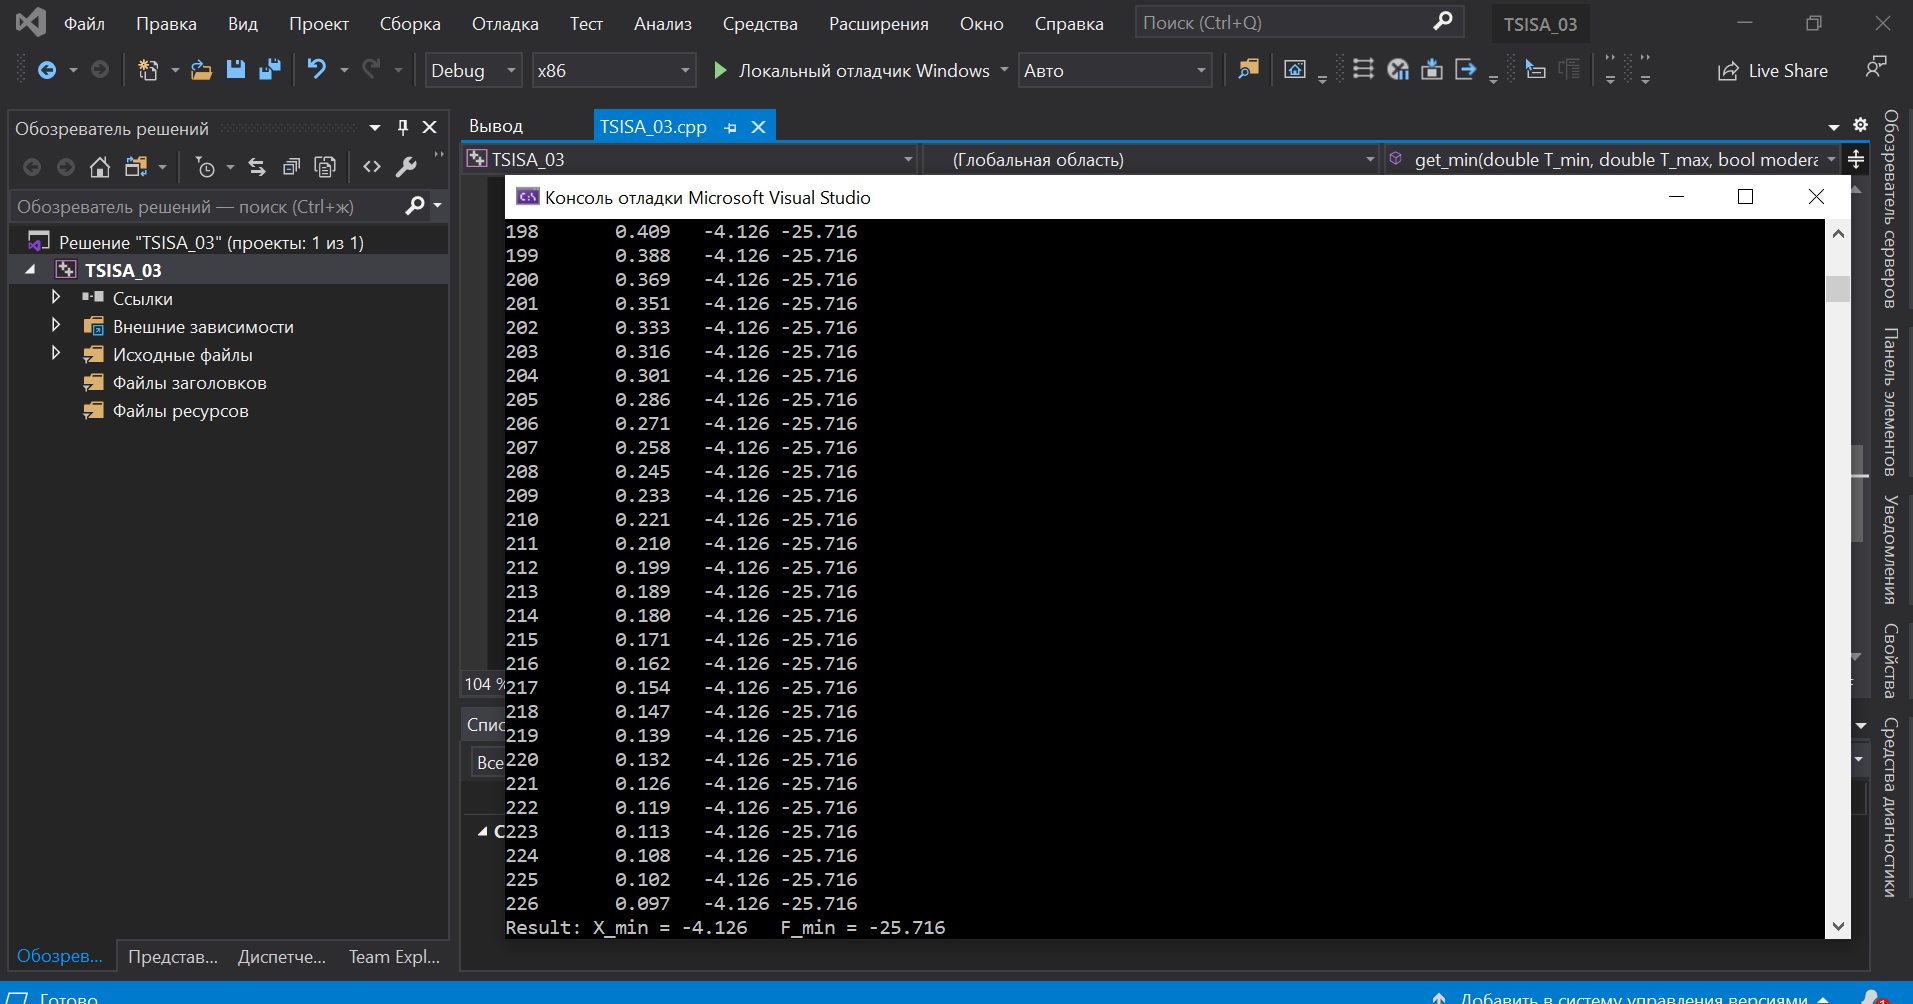 Файл Правка Вид Проект Сборка Отладка Тест Анализ Средства Расширения Окно Справка Поиск (Ctrl+Q) TSISA_03
Debug x86 Локальный отладчик Windows Авто Live Share
Обозреватель решений
Обозреватель решений — поиск (Ctrl+ж)
Решение "TSISA_03" (проекты: 1 из 1)
TSISA_03
Ссылки
Внешние зависимости
Исходные файлы
Файлы заголовков
Файлы ресурсов
Обозрев... Представ... Диспетче... Team Expl...
Вывод TSISA_03.cpp
TSISA_03 (Глобальная область) get_min(double T_min, double T_max, bool modera
Консоль отладки Microsoft Visual Studio
198 0.409 -4.126 -25.716
199 0.388 -4.126 -25.716
200 0.369 -4.126 -25.716
201 0.351 -4.126 -25.716
202 0.333 -4.126 -25.716
203 0.316 -4.126 -25.716
204 0.301 -4.126 -25.716
205 0.286 -4.126 -25.716
206 0.271 -4.126 -25.716
207 0.258 -4.126 -25.716
208 0.245 -4.126 -25.716
209 0.233 -4.126 -25.716
210 0.221 -4.126 -25.716
211 0.210 -4.126 -25.716
212 0.199 -4.126 -25.716
213 0.189 -4.126 -25.716
214 0.180 -4.126 -25.716
215 0.171 -4.126 -25.716
216 0.162 -4.126 -25.716
217 0.154 -4.126 -25.716
218 0.147 -4.126 -25.716
219 0.139 -4.126 -25.716
220 0.132 -4.126 -25.716
221 0.126 -4.126 -25.716
222 0.119 -4.126 -25.716
223 0.113 -4.126 -25.716
224 0.108 -4.126 -25.716
225 0.102 -4.126 -25.716
226 0.097 -4.126 -25.716
Result: X_min = -4.126 F_min = -25.716
104 %
Спис
Все
Обозреватель серверов
Панель элементов
Уведомления
Свойства
Средства диагностики
Готово Добавить в систему управления версиями 1